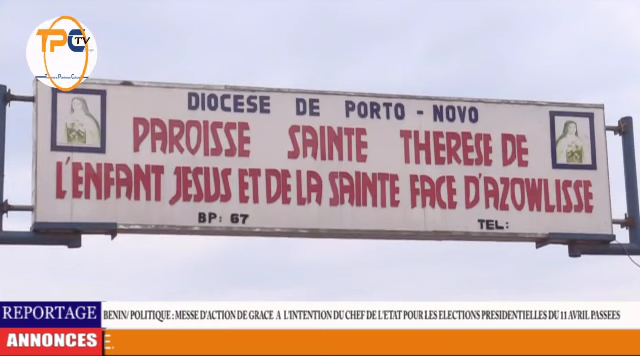 TPC TV
DIOCESE DE PORTO - NOVO
PAROISSE SAINTE THERESE DE
L'ENFANT JESUS ET DE LA SAINTE FACE D'AZOWLISSE
BP: 67 TEL:
REPORTAGE BENIN/ POLITIQUE : MESSE D'ACTION DE GRACE A L'INTENTION DU CHEF DE L'ETAT POUR LES ELECTIONS PRESIDENTIELLES DU 11 AVRIL PASSEES
ANNONCES E.